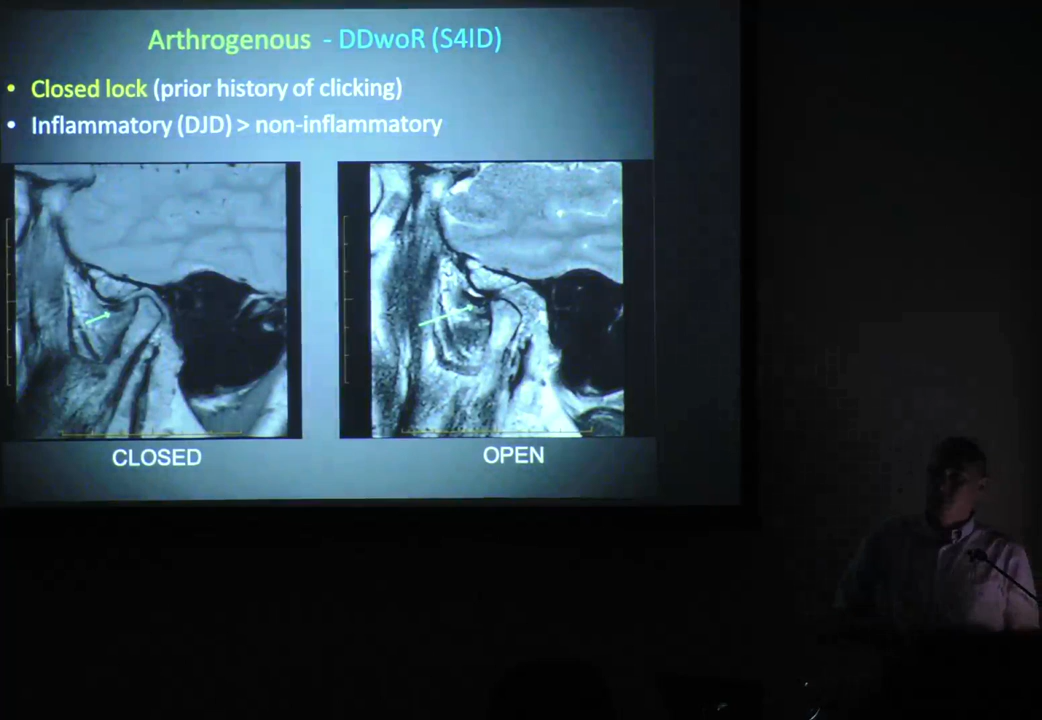 Arthrogenous - DDwoR (S4ID)
• Closed lock (prior history of clicking)
• Inflammatory (DJD) > non-inflammatory
CLOSED
OPEN